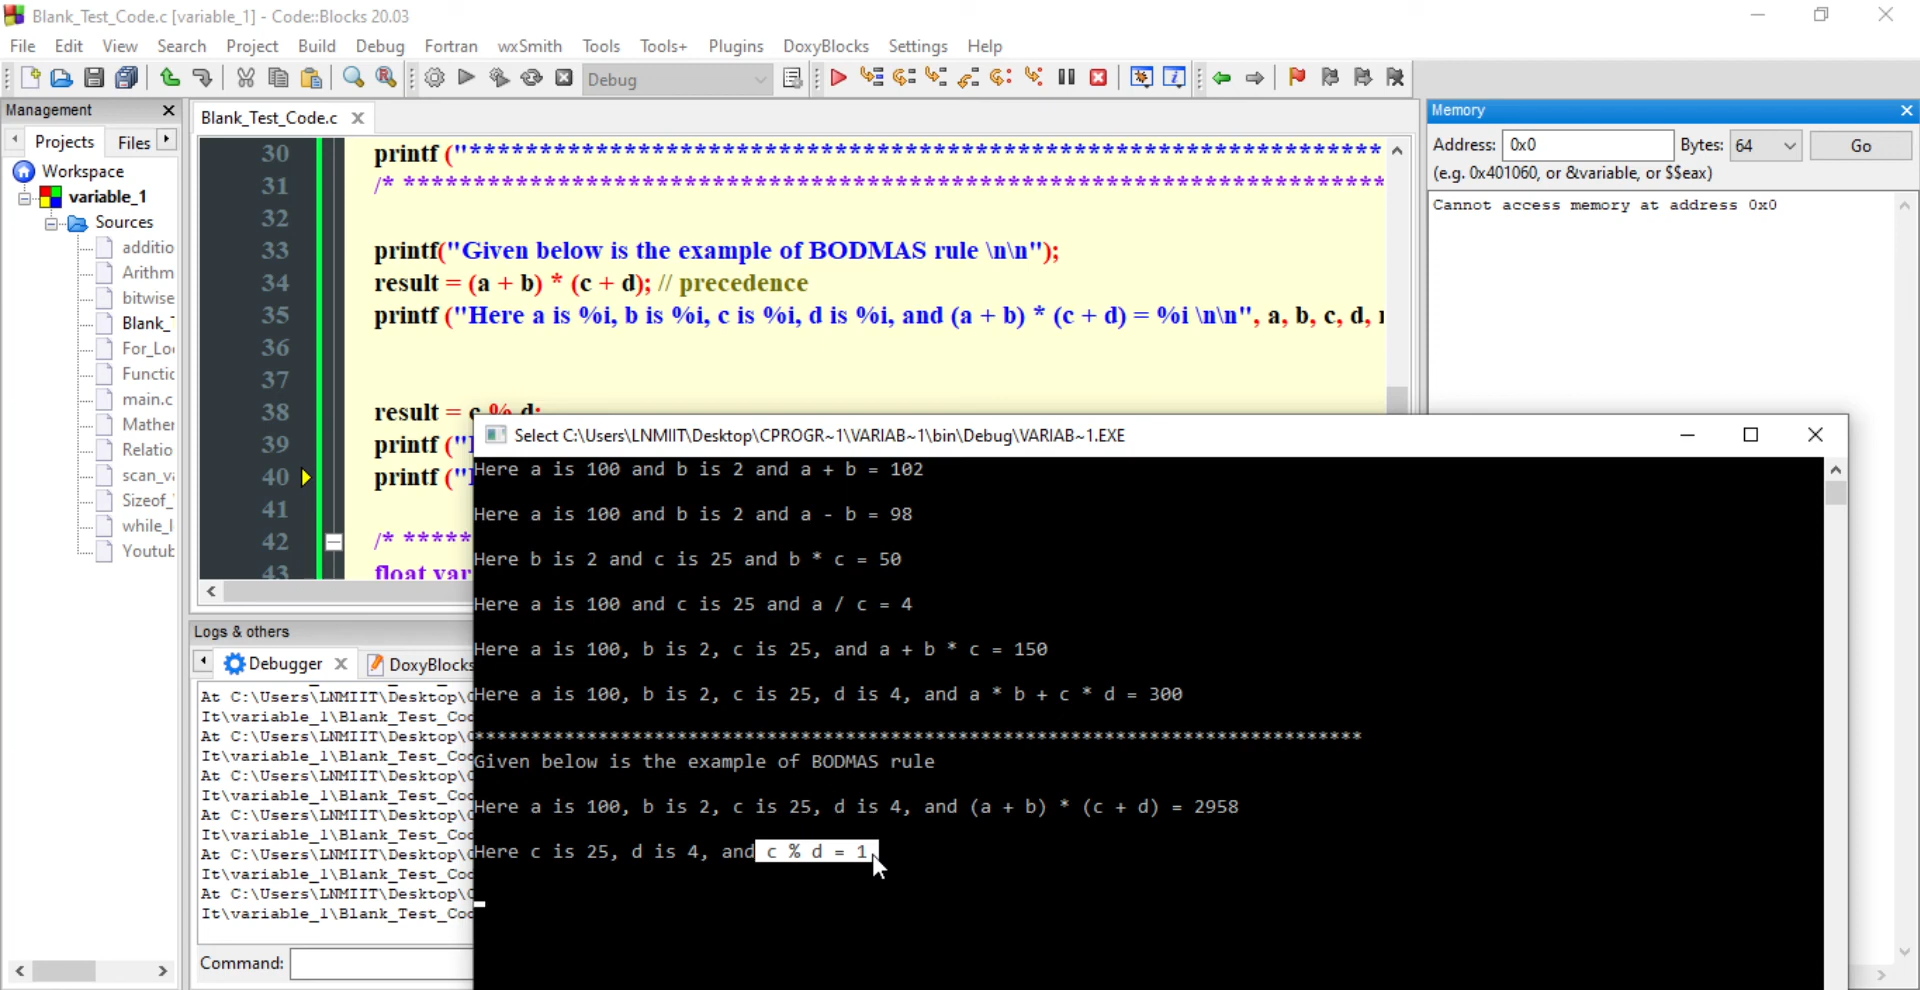 Blank_Test_Code.c [variable_1] - Code::Blocks 20.03
File Edit View Search Project Build Debug Fortran wxSmith Tools Tools+ Plugins DoxyBlocks Settings Help
Debug
Management
Projects Files
Workspace
variable_1
Sources
additio
Arithm
bitwise
Blank_
For_Lo
Functio
main.c
Mather
Relatio
scan_v
Sizeof_
while_l
Youtub
Blank_Test_Code.c
30 printf ("*****************************************************************
31 /* **********************************************************************
32
33 printf("Given below is the example of BODMAS rule \n\n");
34 result = (a + b) * (c + d); // precedence
35 printf ("Here a is %i, b is %i, c is %i, d is %i, and (a + b) * (c + d) = %i \n\n", a, b, c, d,
36
37
38 result = c % d;
39 printf ("
40 printf ("
41
42 /* *****
43 float var
Memory
Address: 0x0 Bytes: 64 Go
(e.g. 0x401060, or &variable, or $$eax)
Cannot access memory at address 0x0
Logs & others
Debugger DoxyBlocks
At C:\Users\LNMIIT\Desktop\
It\variable_1\Blank_Test_Cod
At C:\Users\LNMIIT\Desktop\
It\variable_1\Blank_Test_Cod
At C:\Users\LNMIIT\Desktop\
It\variable_1\Blank_Test_Cod
At C:\Users\LNMIIT\Desktop\
It\variable_1\Blank_Test_Cod
At C:\Users\LNMIIT\Desktop\
It\variable_1\Blank_Test_Cod
At C:\Users\LNMIIT\Desktop\
It\variable_1\Blank_Test_Cod
Command:
Select C:\Users\LNMIIT\Desktop\CPROGR~1\VARIAB~1\bin\Debug\VARIAB~1.EXE
Here a is 100 and b is 2 and a + b = 102
Here a is 100 and b is 2 and a - b = 98
Here b is 2 and c is 25 and b * c = 50
Here a is 100 and c is 25 and a / c = 4
Here a is 100, b is 2, c is 25, and a + b * c = 150
Here a is 100, b is 2, c is 25, d is 4, and a * b + c * d = 300
*******************************************************************************
Given below is the example of BODMAS rule
Here a is 100, b is 2, c is 25, d is 4, and (a + b) * (c + d) = 2958
Here c is 25, d is 4, and c % d = 1